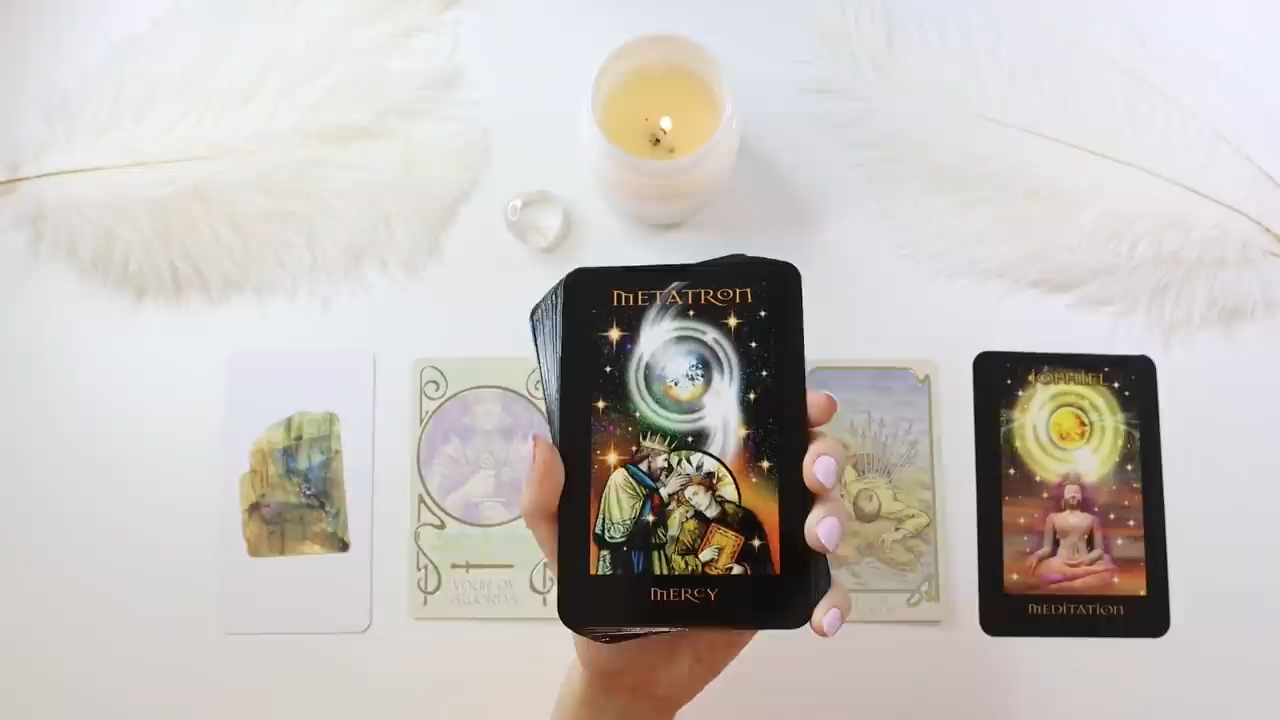 METATRON
MERCY
FOUR OF
SWORDS
JOPHIEL
MEDITATION